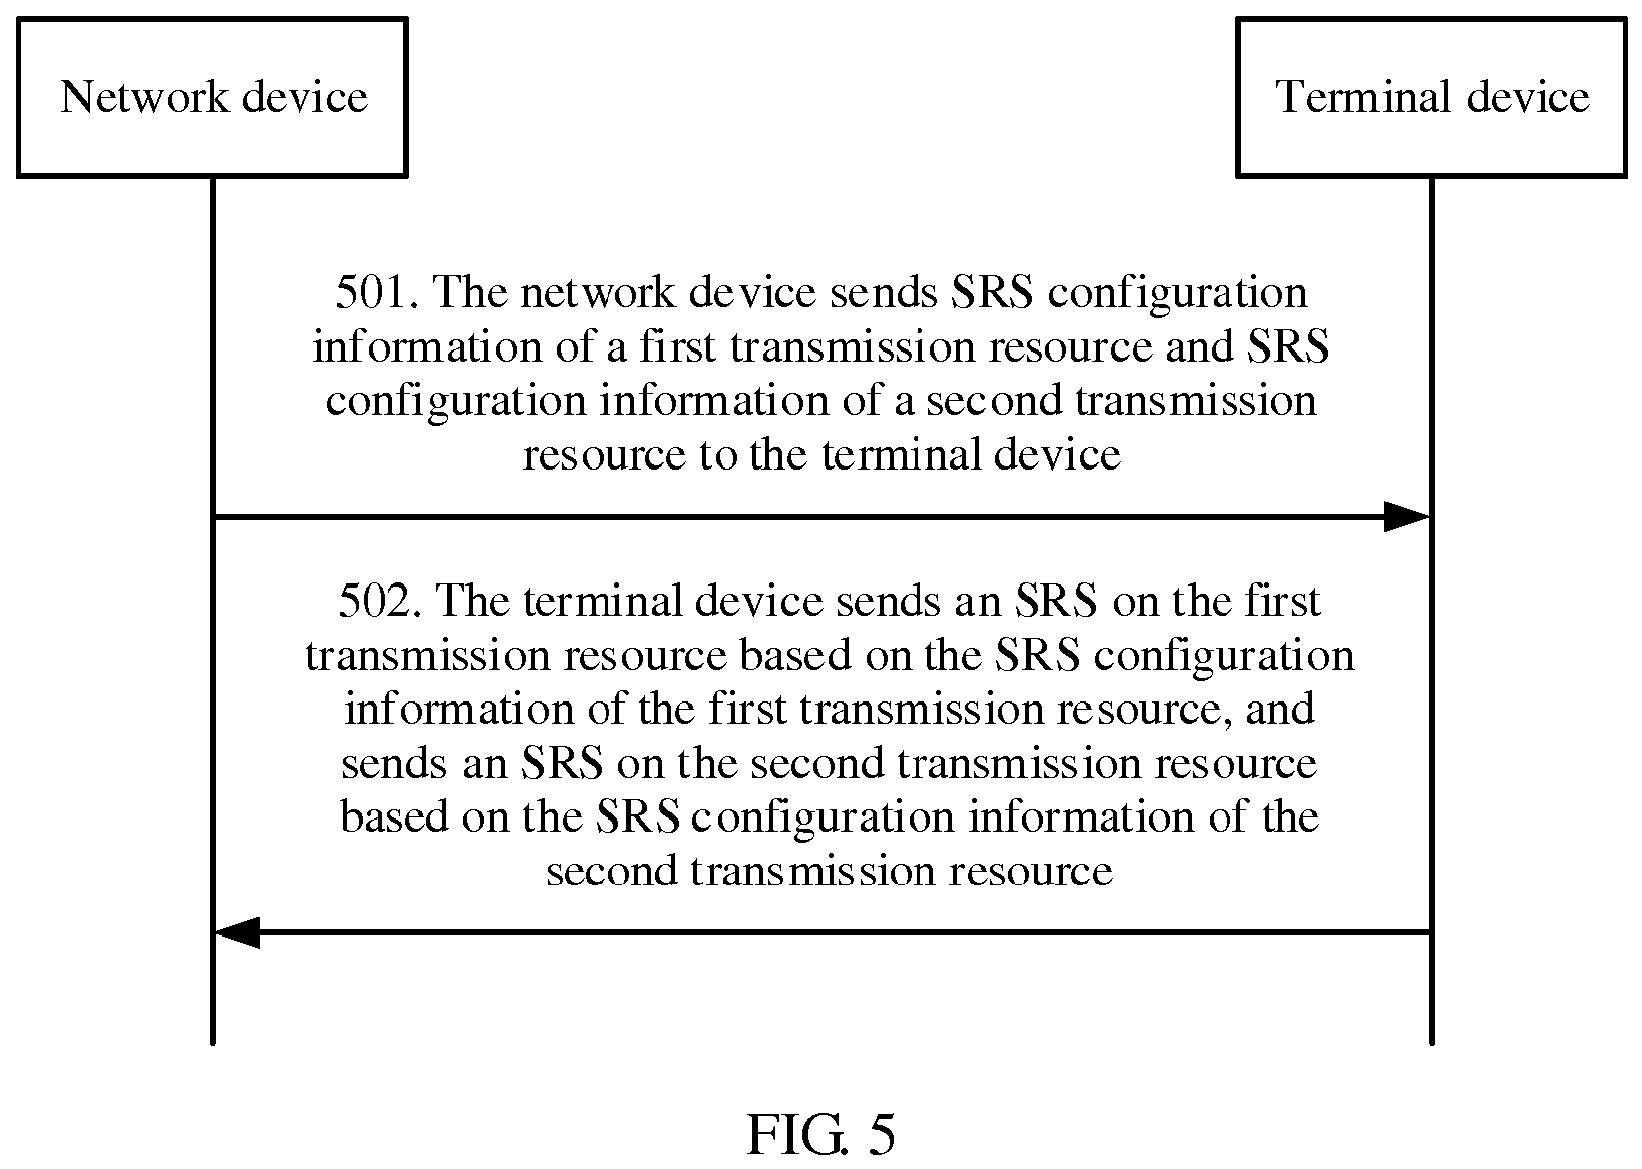 Network device
Terminal device
501. The network device sends SRS configuration
information of a first transmission resource and SRS
configuration information of a second transmission
resource to the terminal device
502. The terminal device sends an SRS on the first
transmission resource based on the SRS configuration
information of the first transmission resource, and
sends an SRS on the second transmission resource
based on the SRS configuration information of the
second transmission resource
FIG. 5